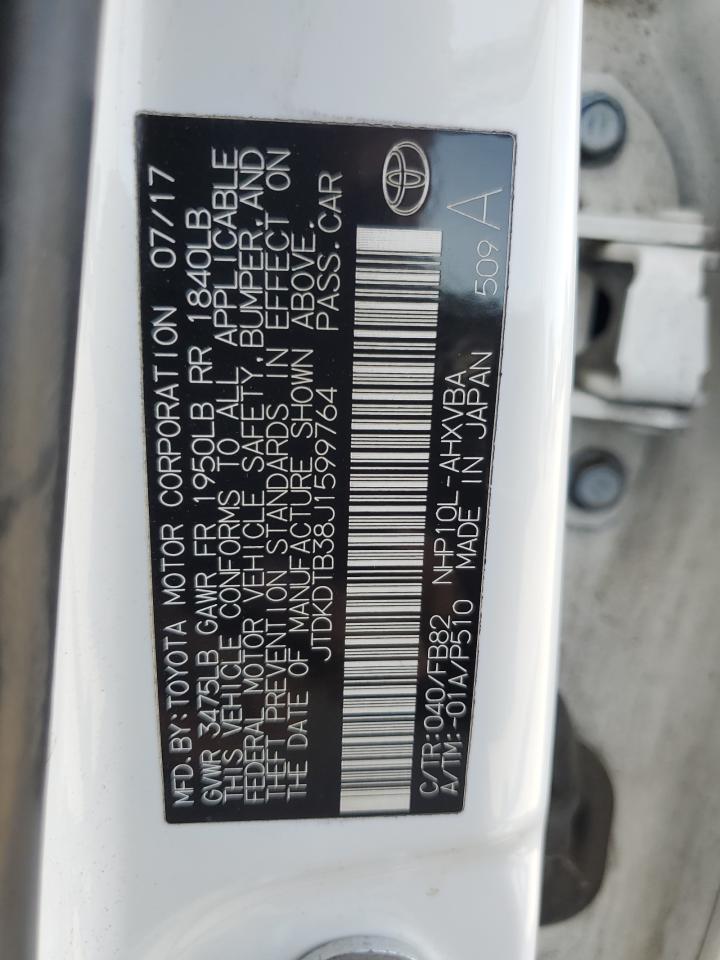 MFD.BY:TOYOTA MOTOR CORPORATION 07/17
GVWR 3475LB GAWR FR 1950LB RR 1840LB
THIS VEHICLE CONFORMS TO ALL APPLICABLE
FEDERAL MOTOR VEHICLE SAFETY,BUMPER,AND
THEFT PREVENTION STANDARDS IN EFFECT ON
THE DATE OF MANUFACTURE SHOWN ABOVE.
JTDKDTB38J1599764 PASS.CAR
C/TR:040/FB82 NHP10L-AHXVBA
A/TM:-01A/P510 MADE IN JAPAN 509 A